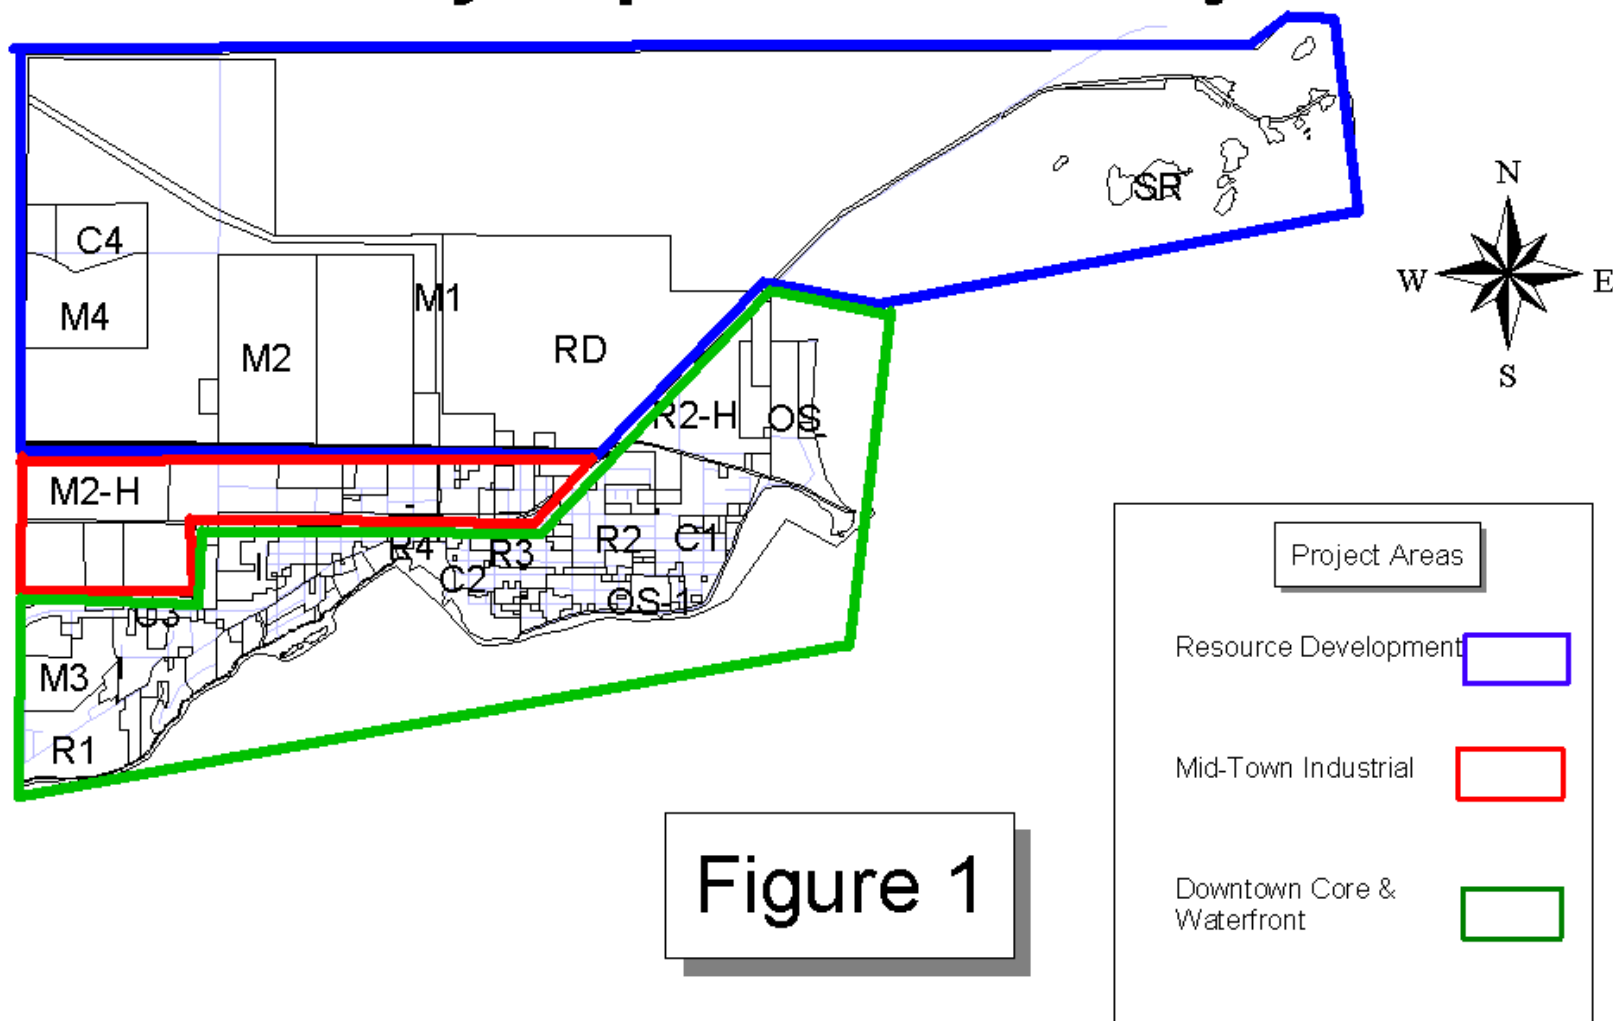 N
SR
C4
W
E
M1
M4
RD
M2
S
R2-H
OS
M2-H
R2
C1
R4
R3
C2
OS-1
Project Areas
M3
Resource Development
R1
Mid-Town Industrial
Figure 1
Downtown Core &
Waterfront